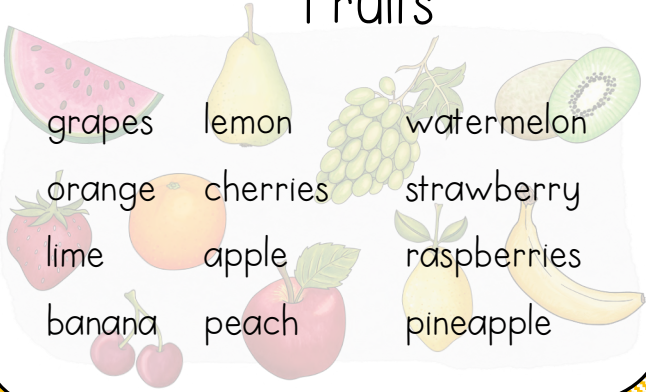 Fruits
grapes lemon watermelon
orange cherries strawberry
lime apple raspberries
banana peach pineapple